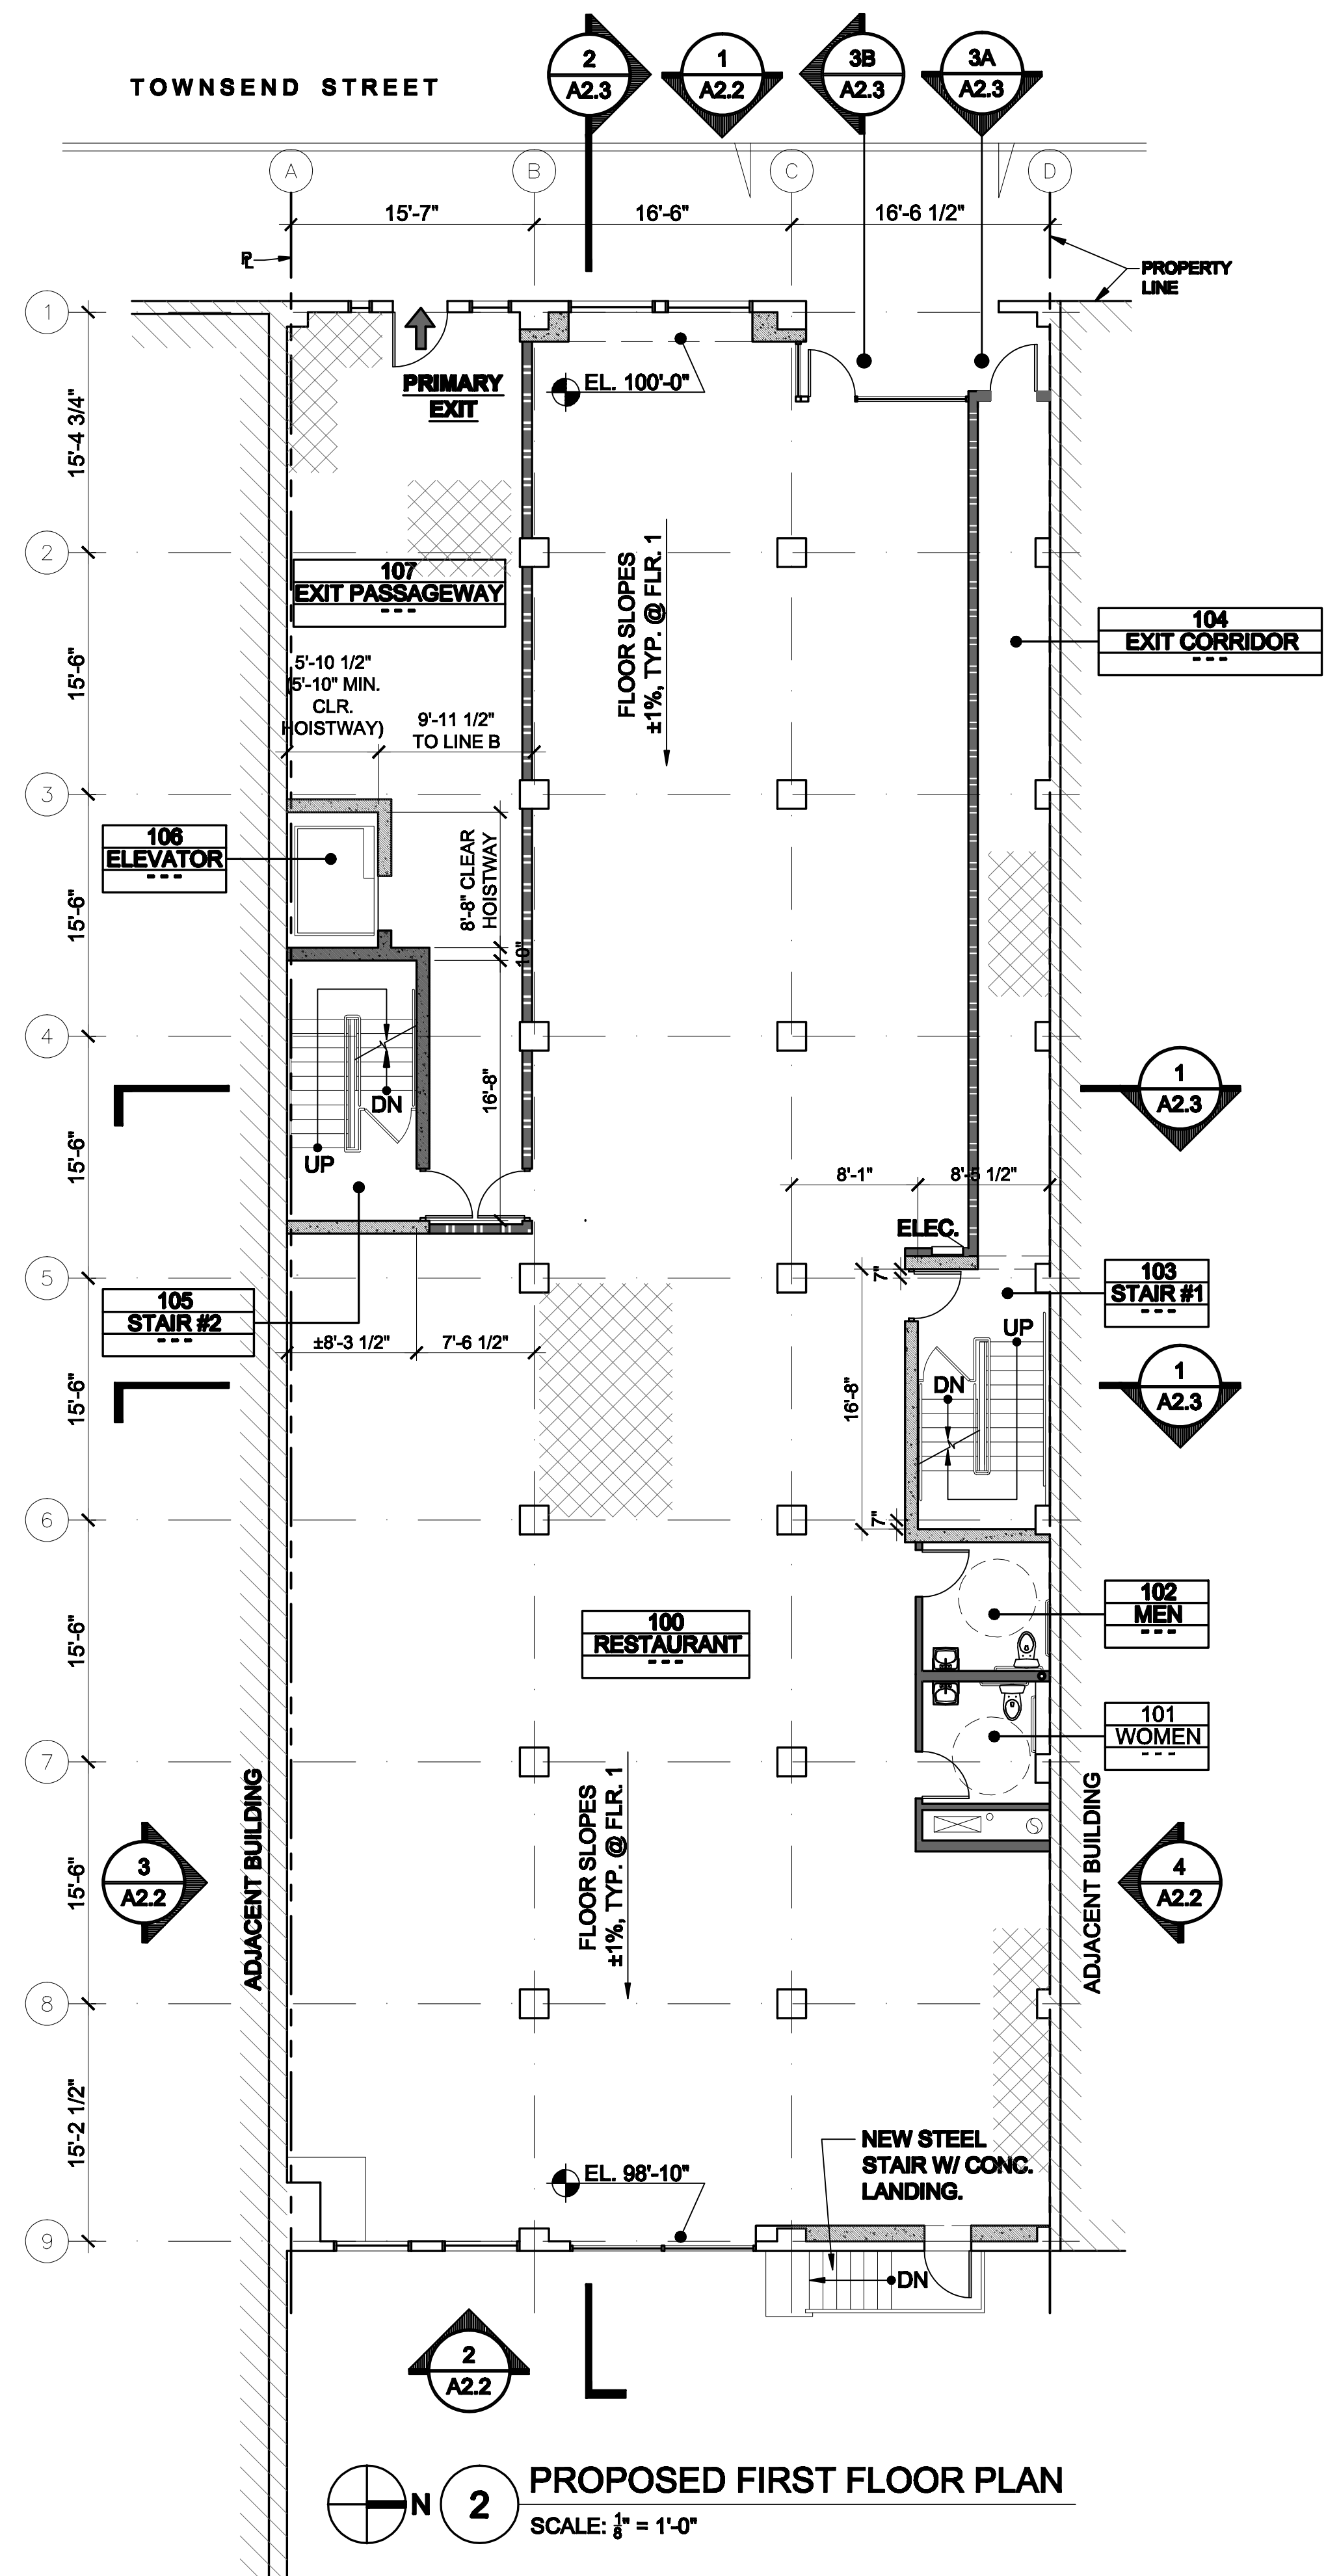 TOWNSEND STREET
2
A2.3
1
A2.2
3B
A2.3
3A
A2.3
A
B
C
D
15'-7"
16'-6"
16'-6 1/2"
PL
PROPERTY
LINE
1
PRIMARY
EXIT
EL. 100'-0"
15'-4 3/4"
2
FLOOR SLOPES
±1%, TYP. @ FLR. 1
107
EXIT PASSAGEWAY
---
104
EXIT CORRIDOR
---
15'-6"
5'-10 1/2"
(5'-10" MIN.
CLR.
HOISTWAY)
9'-11 1/2"
TO LINE B
3
106
ELEVATOR
---
8'-8" CLEAR
HOISTWAY
15'-6"
10"
4
16'-8"
DN
UP
1
A2.3
15'-6"
8'-1"
8'-5 1/2"
ELEC.
5
7"
103
STAIR #1
---
105
STAIR #2
---
±8'-3 1/2"
7'-6 1/2"
UP
DN
1
A2.3
15'-6"
16'-8"
6
7"
102
MEN
---
100
RESTAURANT
---
15'-6"
101
WOMEN
---
7
FLOOR SLOPES
±1%, TYP. @ FLR. 1
ADJACENT BUILDING
ADJACENT BUILDING
3
A2.2
4
A2.2
15'-6"
8
15'-2 1/2"
NEW STEEL
STAIR W/ CONC.
LANDING.
EL. 98'-10"
9
DN
2
A2.2
N
2
PROPOSED FIRST FLOOR PLAN
SCALE: 1/8" = 1'-0"